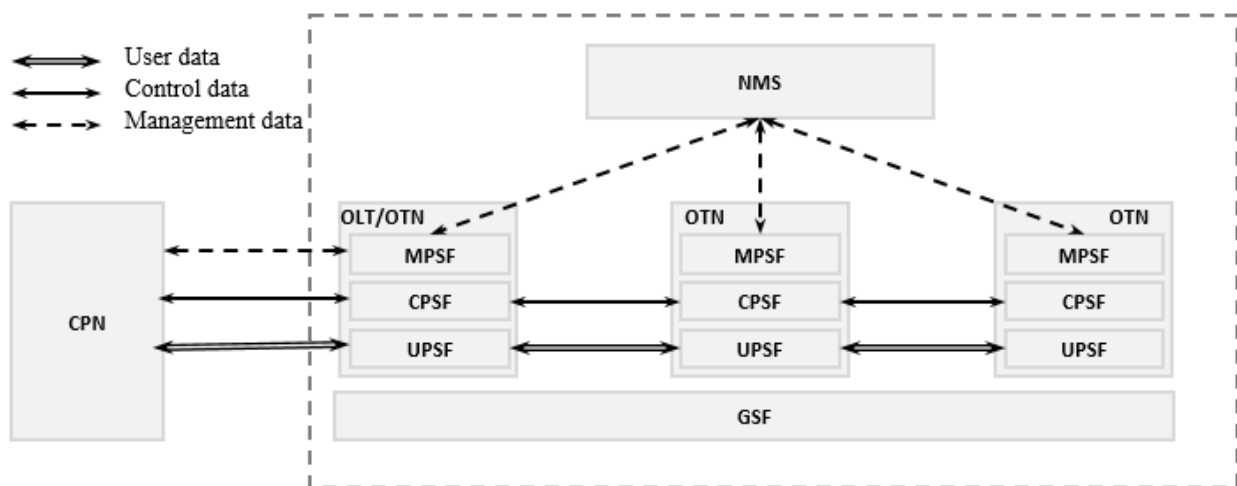 User data
Control data
Management data
NMS
OLT/OTN
OTN
OTN
MPSF
MPSF
MPSF
CPSF
CPSF
CPSF
CPN
UPSF
UPSF
UPSF
GSF